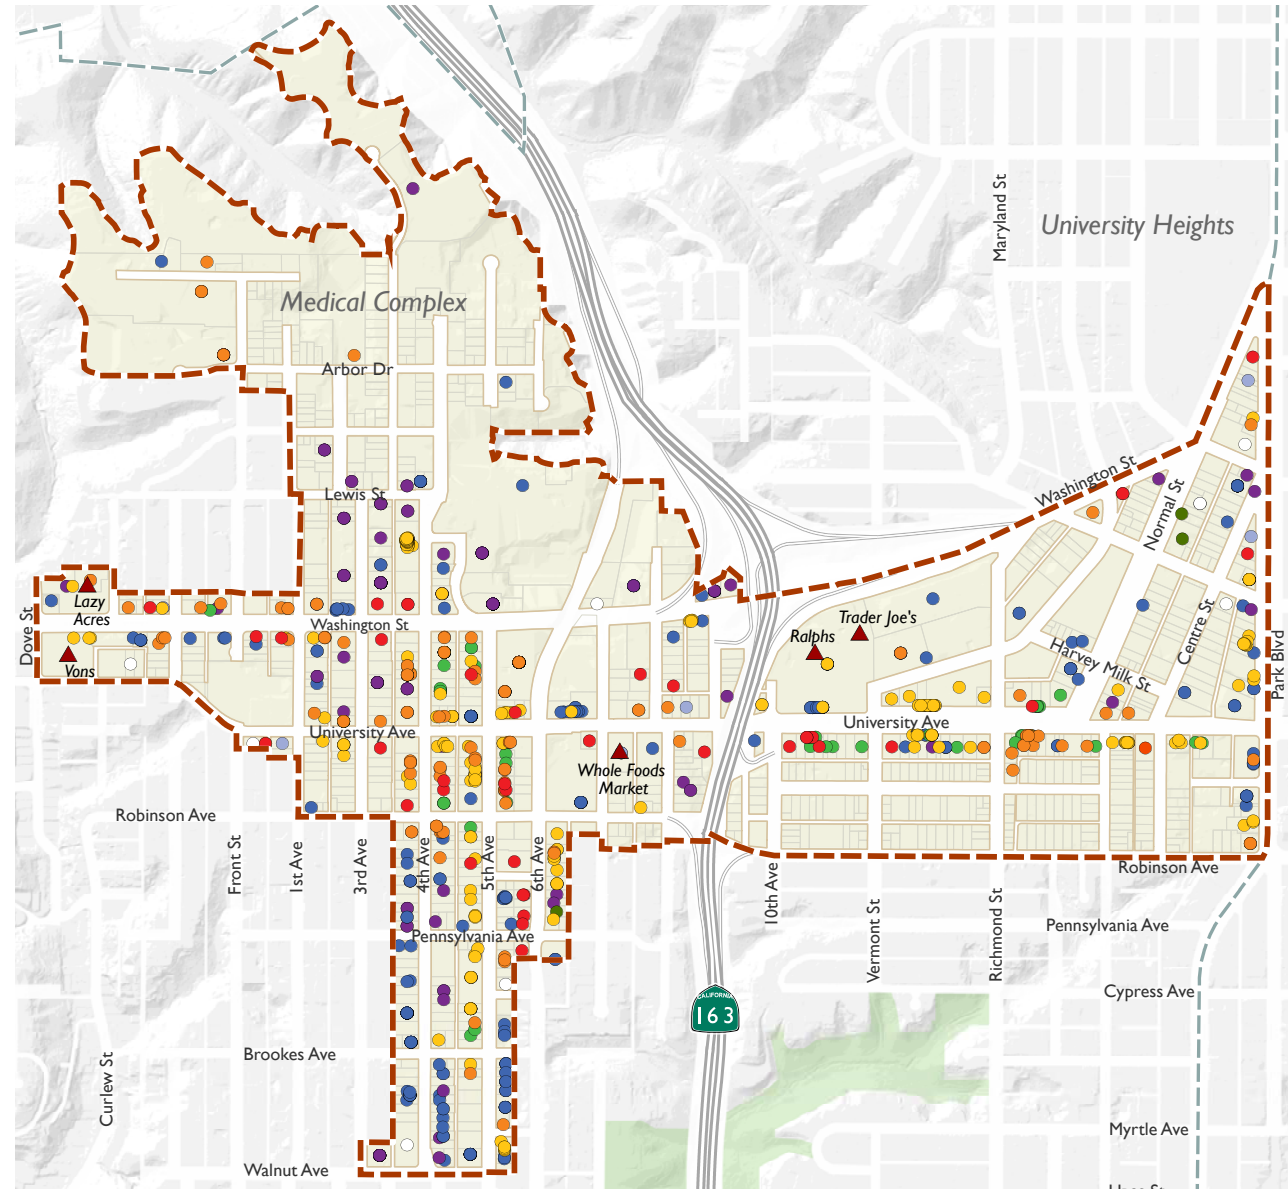 Maryland St
University Heights
Medical Complex
Arbor Dr
Washington St
Lewis St
Normal St
Lazy
Acres
Dove St
Vons
Washington St
Trader Joe's
Ralphs
Centre St
Harvey Milk St
Park Blvd
University Ave
University Ave
Whole Foods
Market
Robinson Ave
Front St
1st Ave
3rd Ave
4th Ave
5th Ave
6th Ave
10th Ave
Robinson Ave
Vermont St
Richmond St
Pennsylvania Ave
Pennsylvania Ave
CALIFORNIA
163
Cypress Ave
Brookes Ave
Curlew St
Myrtle Ave
Walnut Ave